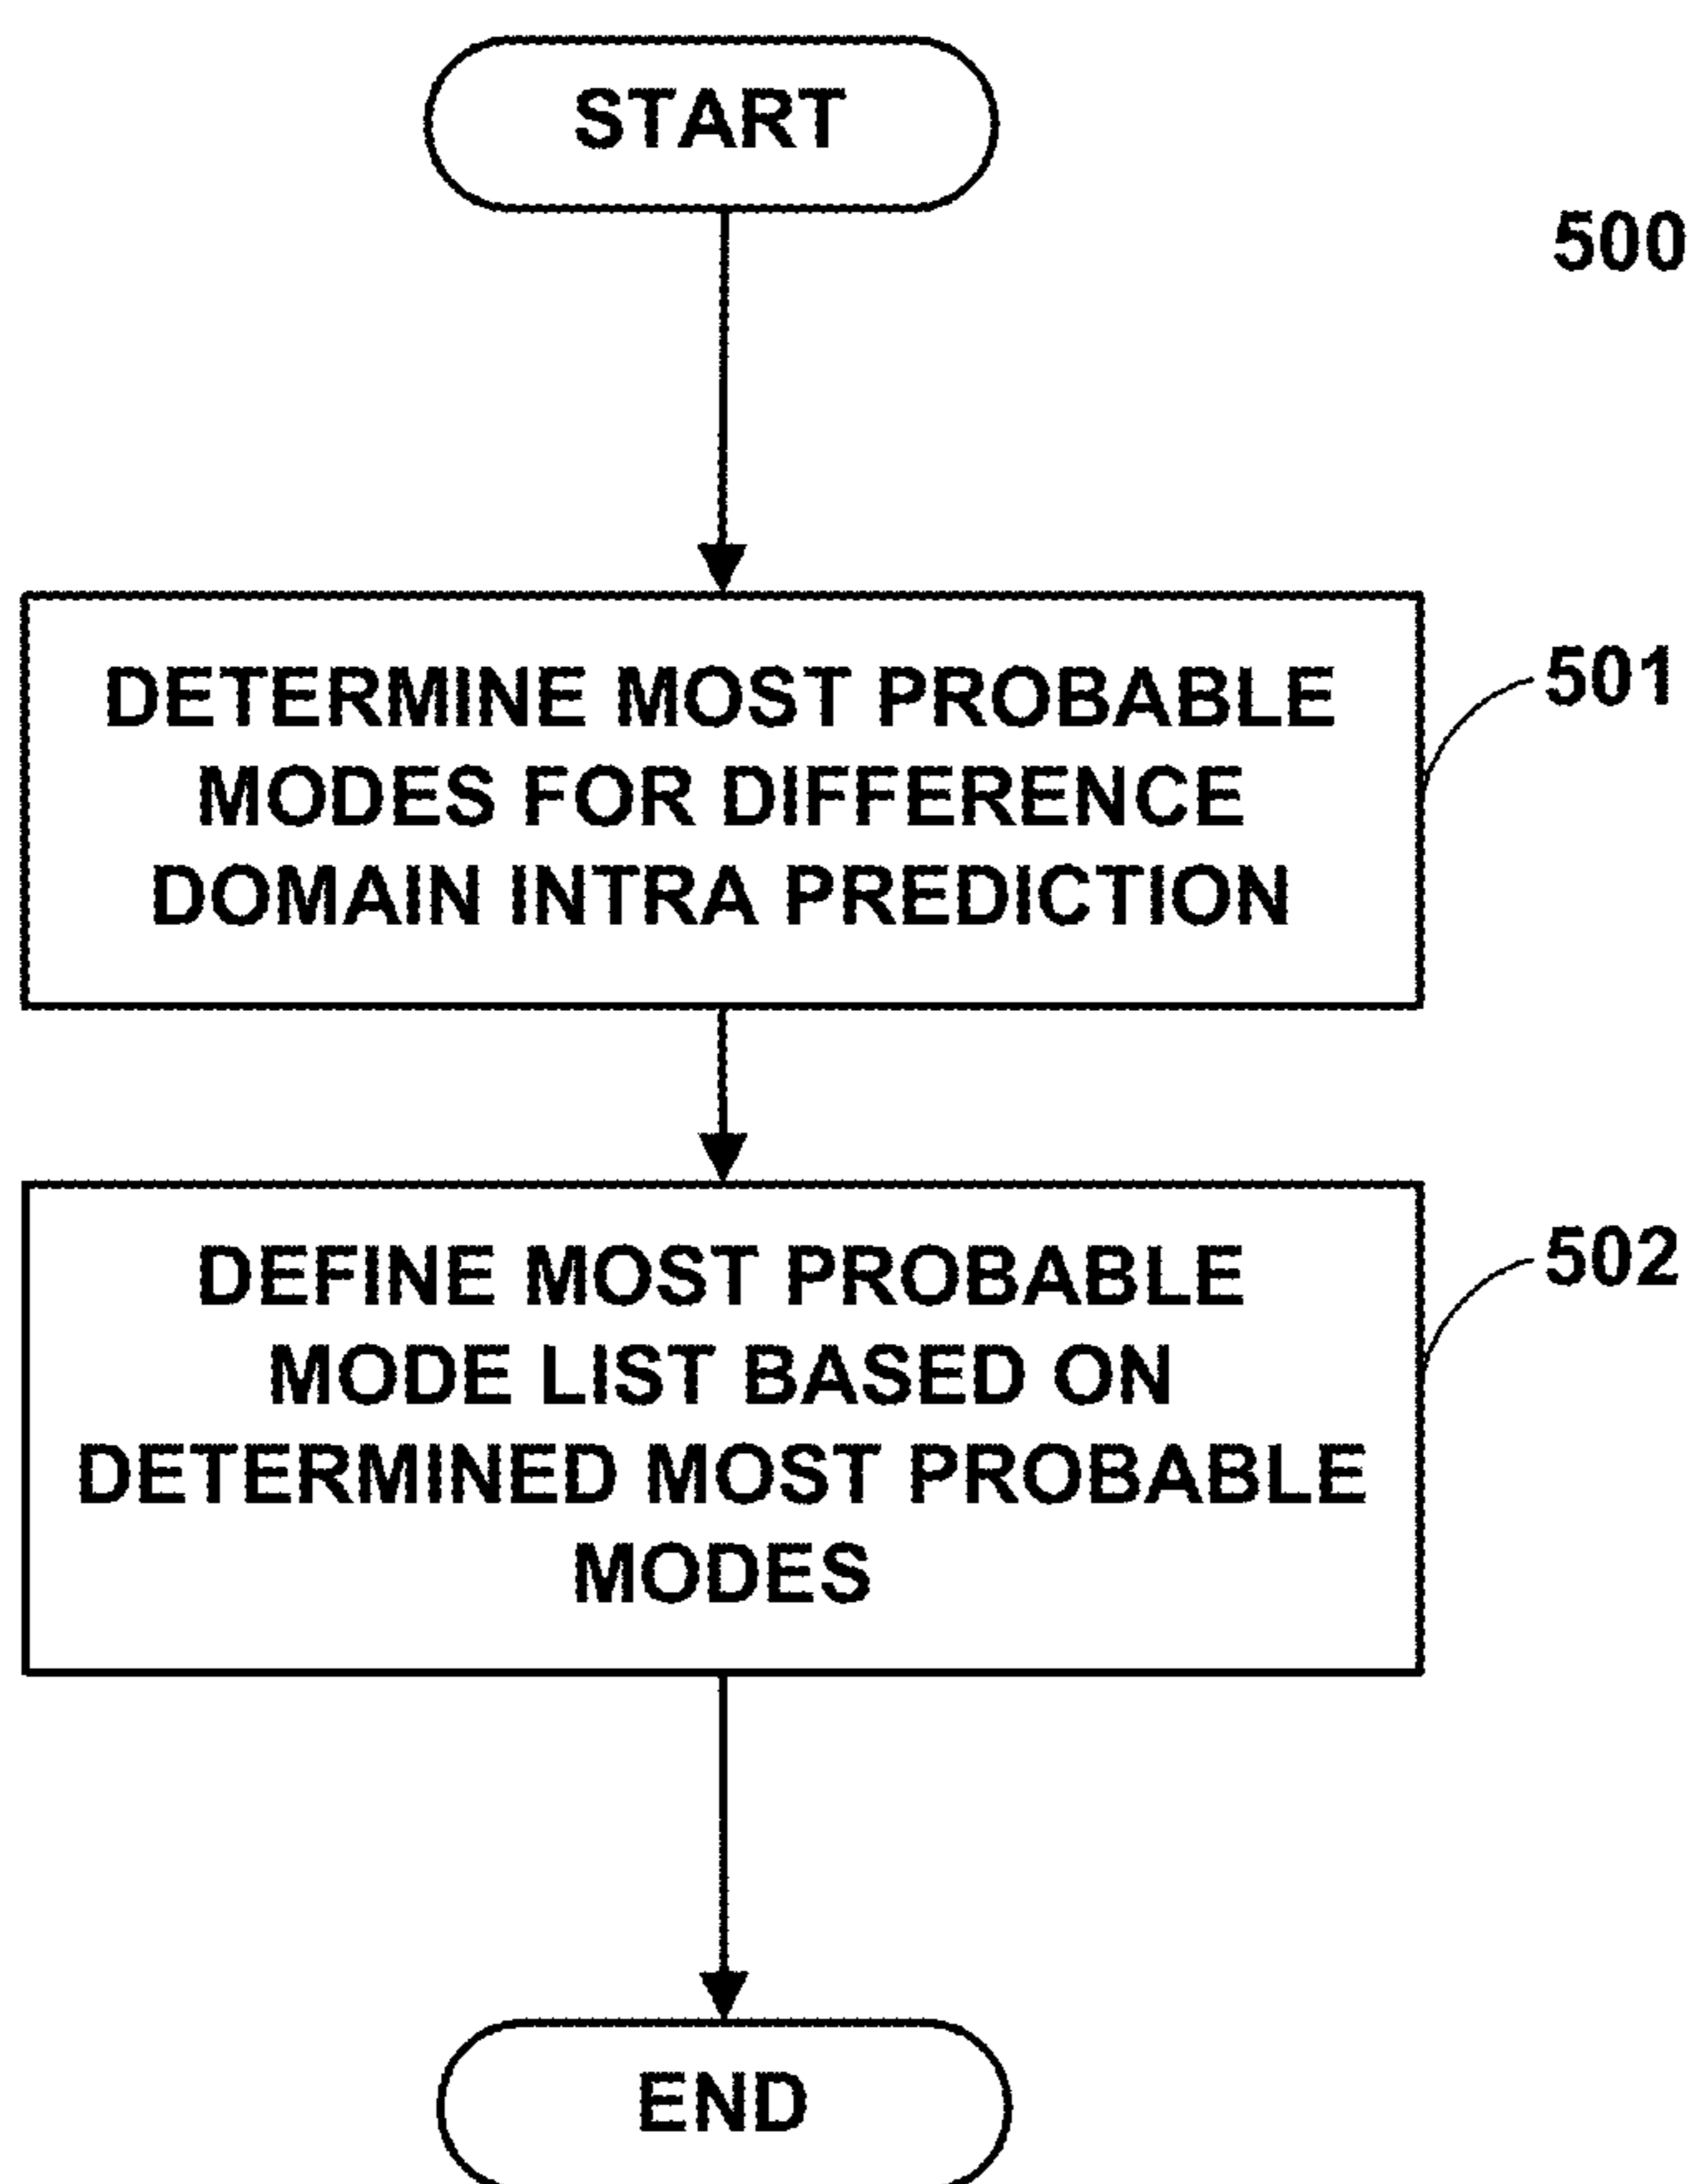 START
500
DETERMINE MOST PROBABLE
MODES FOR DIFFERENCE
DOMAIN INTRA PREDICTION
501
DEFINE MOST PROBABLE
MODE LIST BASED ON
DETERMINED MOST PROBABLE
MODES
502
END